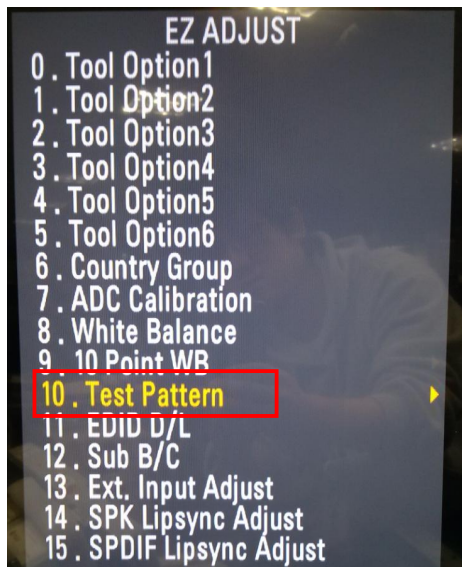 EZ ADJUST
0 . Tool Option1
1 . Tool Option2
2 . Tool Option3
3 . Tool Option4
4 . Tool Option5
5 . Tool Option6
6 . Country Group
7 . ADC Calibration
8 . White Balance
9 . 10 Point WB
10 . Test Pattern
11 . EDID D/L
12 . Sub B/C
13 . Ext. Input Adjust
14 . SPK Lipsync Adjust
15 . SPDIF Lipsync Adjust